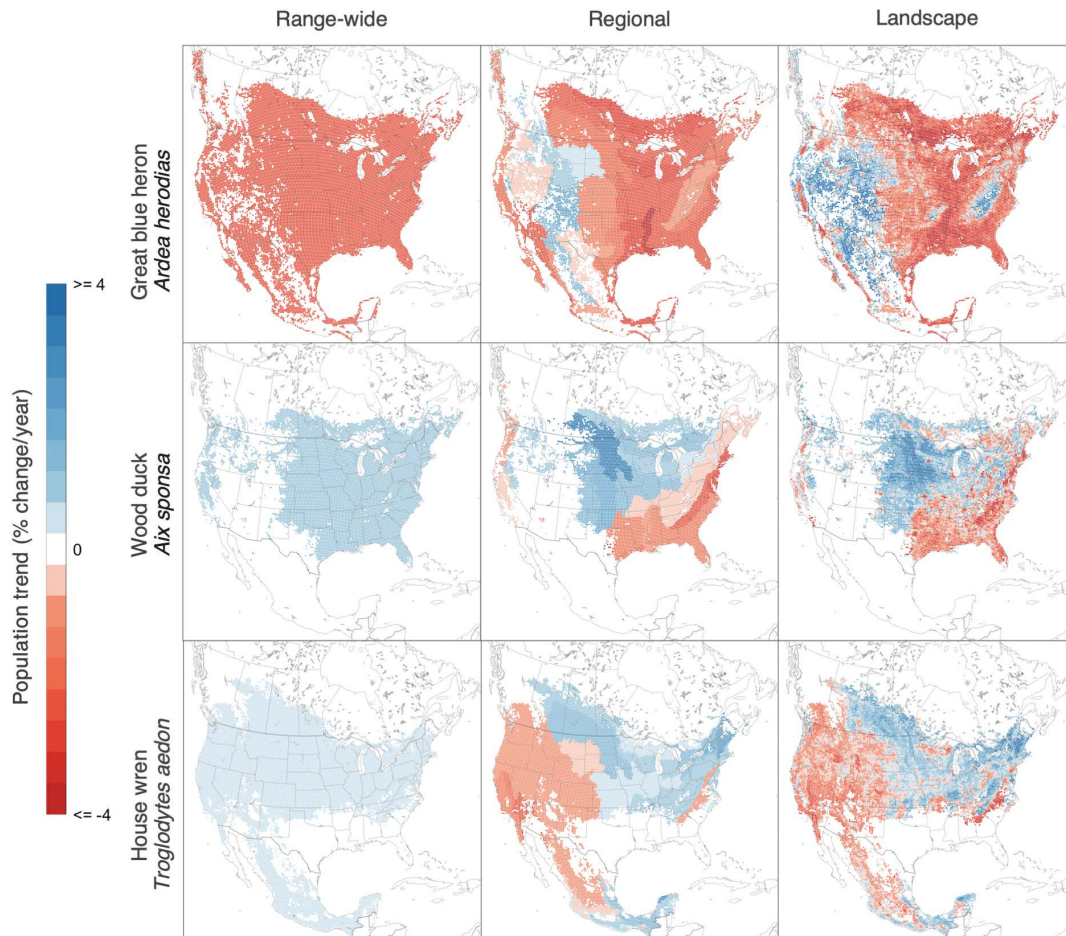 Range-wide
Regional
Landscape
Great blue heron
Ardea herodias
Wood duck
Aix sponsa
House wren
Troglodytes aedon
Population trend (% change/year)
>= 4
0
<= -4